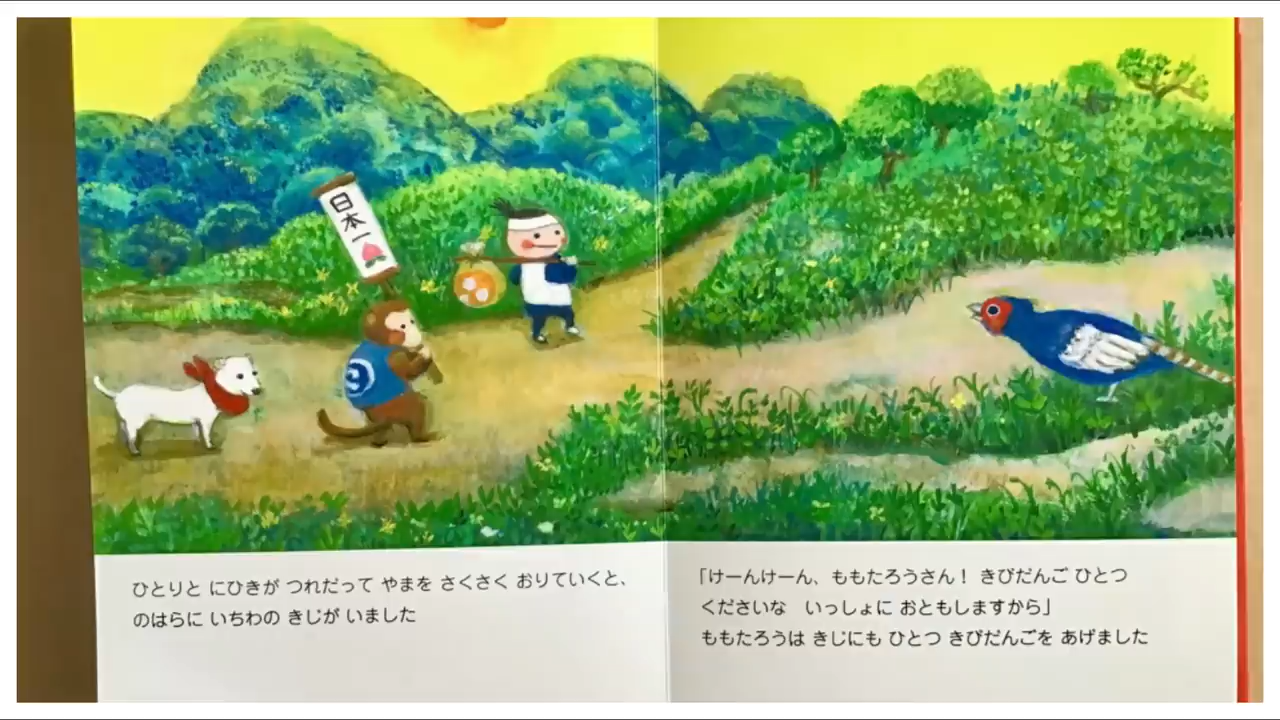 日本一
ひとりと にひきが つれだって やまを さくさく おりていくと、
のはらに いちわの きじが いました
「けーんけーん、ももたろうさん！ きびだんご ひとつ
くださいな　いっしょに おともしますから」
ももたろうは きじにも ひとつ きびだんごを あげました